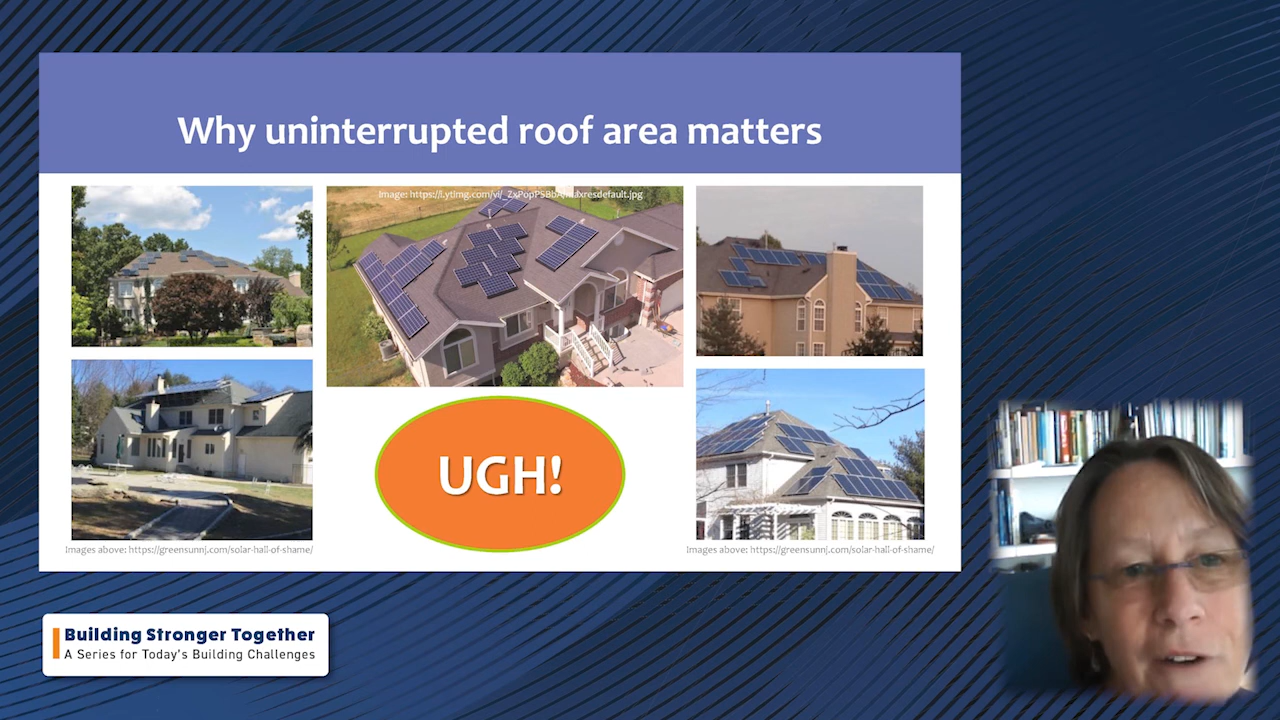 Why uninterrupted roof area matters
Image: https://i.ytimg.com/vi/_ZxPopPSBbA/maxresdefault.jpg
UGH!
Images above: https://greensunnj.com/solar-hall-of-shame/
Images above: https://greensunnj.com/solar-hall-of-shame/
Building Stronger Together
A Series for Today's Building Challenges